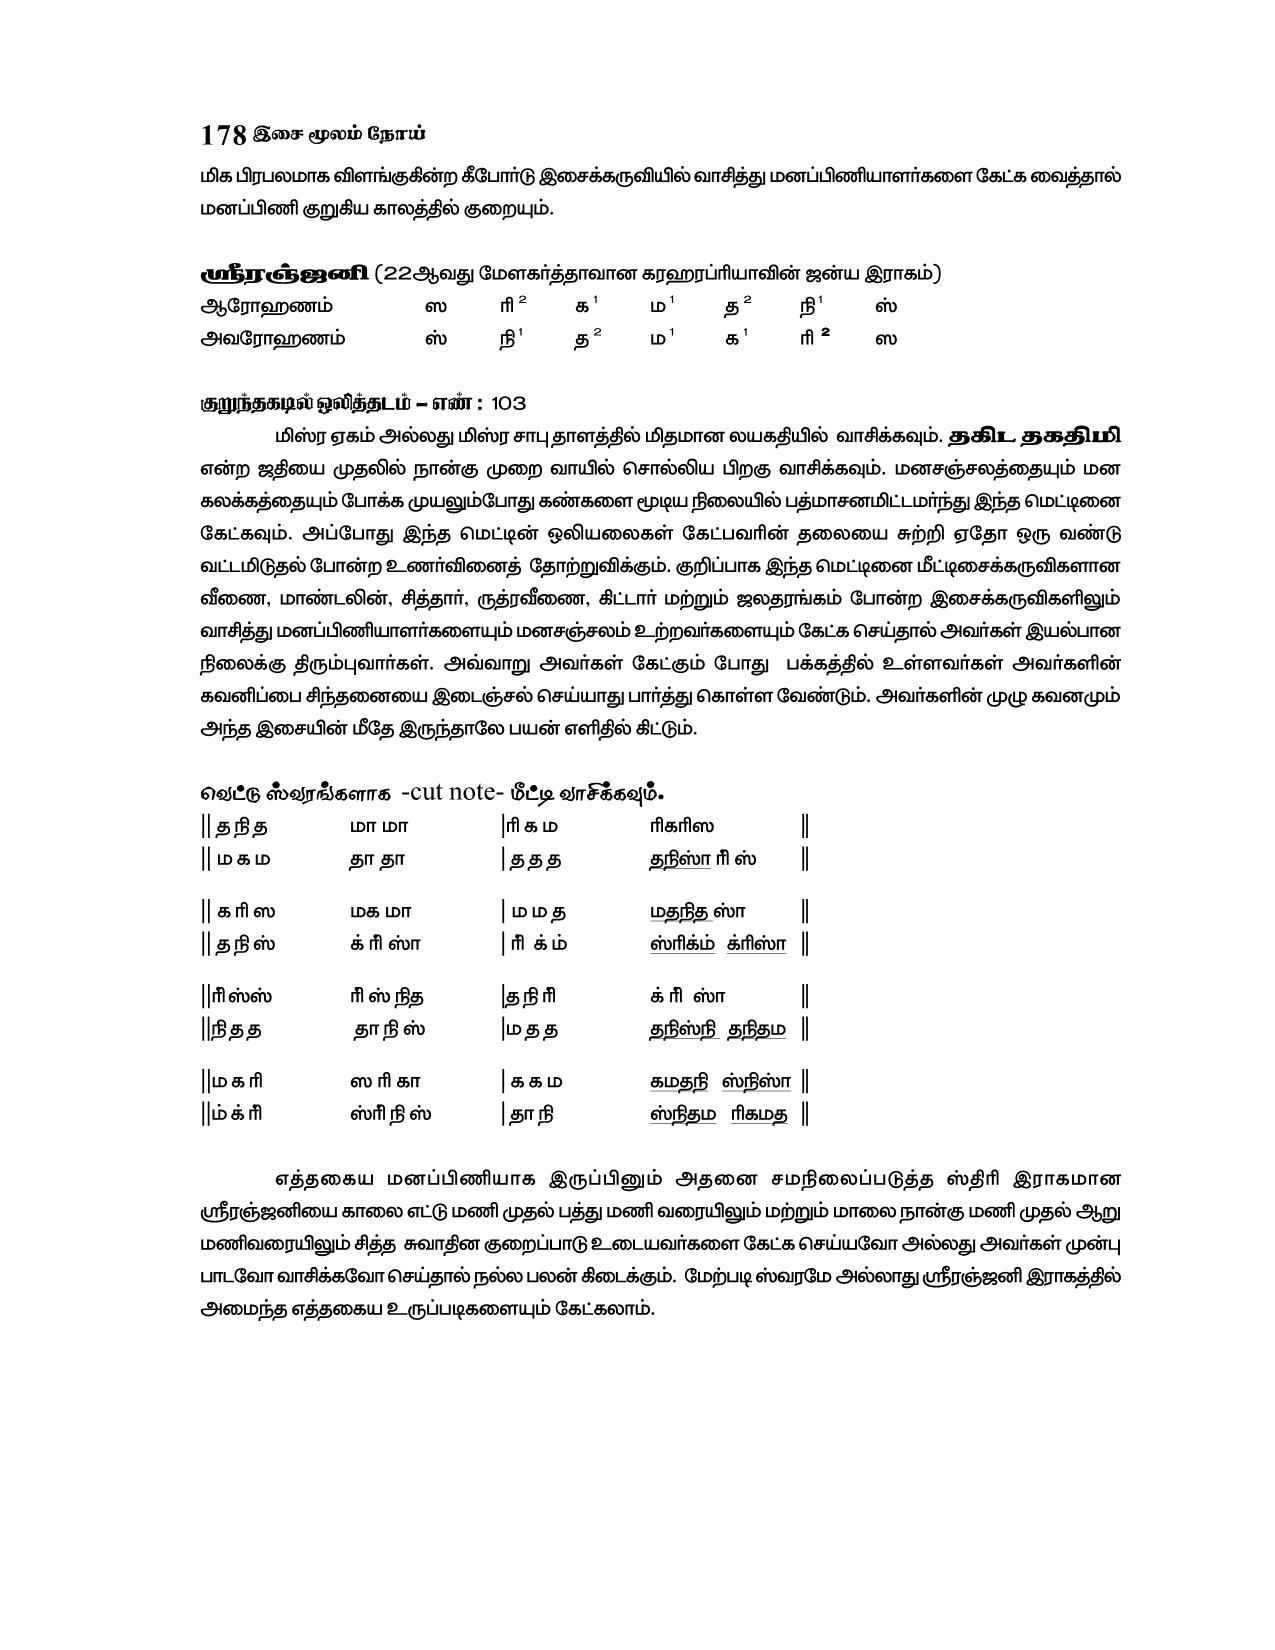 178 இசை மூலம் நோய்
மிக பிரபலமாக விளங்குகின்ற கீபோர்டு இசைக்கருவியில் வாசித்து மனப்பிணியாளர்களை கேட்க வைத்தால்
மனப்பிணி குறுகிய காலத்தில் குறையும்.
ஸ்ரீரஞ்ஜனி (22ஆவது மேளகர்த்தாவான கரஹரப்ரியாவின் ஜன்ய இராகம்)
ஆரோஹணம் ஸ ரி² க¹ ம¹ த² நி¹ ஸ்
அவரோஹணம் ஸ் நி¹ த² ம¹ க¹ ரி² ஸ
குறுந்தகடில் ஒலித்தடம் – எண் : 103
மிஸ்ர ஏகம் அல்லது மிஸ்ர சாபு தாளத்தில் மிதமான லயகதியில் வாசிக்கவும். தகிட தகதிமி
என்ற ஜதியை முதலில் நான்கு முறை வாயில் சொல்லிய பிறகு வாசிக்கவும். மனசஞ்சலத்தையும் மன
கலக்கத்தையும் போக்க முயலும்போது கண்களை மூடிய நிலையில் பத்மாசனமிட்டமர்ந்து இந்த மெட்டினை
கேட்கவும். அப்போது இந்த மெட்டின் ஒலியலைகள் கேட்பவரின் தலையை சுற்றி ஏதோ ஒரு வண்டு
வட்டமிடுதல் போன்ற உணர்வினைத் தோற்றுவிக்கும். குறிப்பாக இந்த மெட்டினை மீட்டிசைக்கருவிகளான
வீணை, மாண்டலின், சித்தார், ருத்ரவீணை, கிட்டார் மற்றும் ஜலதரங்கம் போன்ற இசைக்கருவிகளிலும்
வாசித்து மனப்பிணியாளர்களையும் மனசஞ்சலம் உற்றவர்களையும் கேட்க செய்தால் அவர்கள் இயல்பான
நிலைக்கு திரும்புவார்கள். அவ்வாறு அவர்கள் கேட்கும் போது பக்கத்தில் உள்ளவர்கள் அவர்களின்
கவனிப்பை சிந்தனையை இடைஞ்சல் செய்யாது பார்த்து கொள்ள வேண்டும். அவர்களின் முழு கவனமும்
அந்த இசையின் மீதே இருந்தாலே பயன் எளிதில் கிட்டும்.
வெட்டு ஸ்வரங்களாக -cut note- மீட்டி வாசிக்கவும்.
|| த நி த மா மா |ரி க ம ரிகரிஸ ||
|| ம க ம தா தா | த த த தநிஸ்ா ரி் ஸ் ||
|| க ரி ஸ மக மா | ம ம த மதநித ஸ்ா ||
|| த நி ஸ் க் ரி் ஸ்ா | ரி் க் ம் ஸ்ரிக்ம் க்ரிஸ்ா ||
||ரி்ஸ்ஸ் ரி் ஸ் நித |த நி ரி் க் ரி் ஸ்ா ||
||நி த த தா நி ஸ் |ம த த தநிஸ்நி தநிதம ||
||ம க ரி ஸ ரி கா | க க ம கமதநி ஸ்நிஸ்ா ||
||ம் க் ரி் ஸ்ரி் நி ஸ் | தா நி ஸ்நிதம ரிகமத ||
எத்தகைய மனப்பிணியாக இருப்பினும் அதனை சமநிலைப்படுத்த ஸ்திரி இராகமான
ஸ்ரீரஞ்ஜனியை காலை எட்டு மணி முதல் பத்து மணி வரையிலும் மற்றும் மாலை நான்கு மணி முதல் ஆறு
மணிவரையிலும் சித்த சுவாதின குறைப்பாடு உடையவர்களை கேட்க செய்யவோ அல்லது அவர்கள் முன்பு
பாடவோ வாசிக்கவோ செய்தால் நல்ல பலன் கிடைக்கும். மேற்படி ஸ்வரமே அல்லாது ஸ்ரீரஞ்ஜனி இராகத்தில்
அமைந்த எத்தகைய உருப்படிகளையும் கேட்கலாம்.